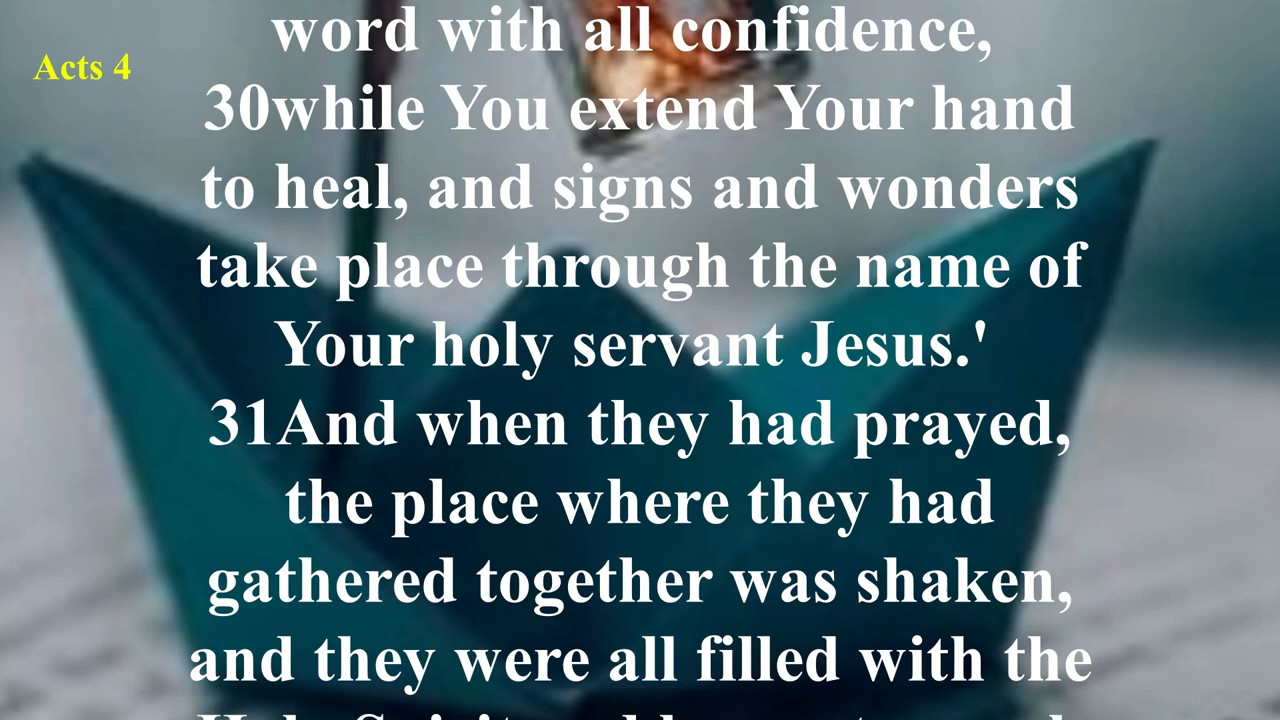 word with all confidence,
Acts 4
30while You extend Your hand
to heal, and signs and wonders
take place through the name of
Your holy servant Jesus.'
31And when they had prayed,
the place where they had
gathered together was shaken,
and they were all filled with the